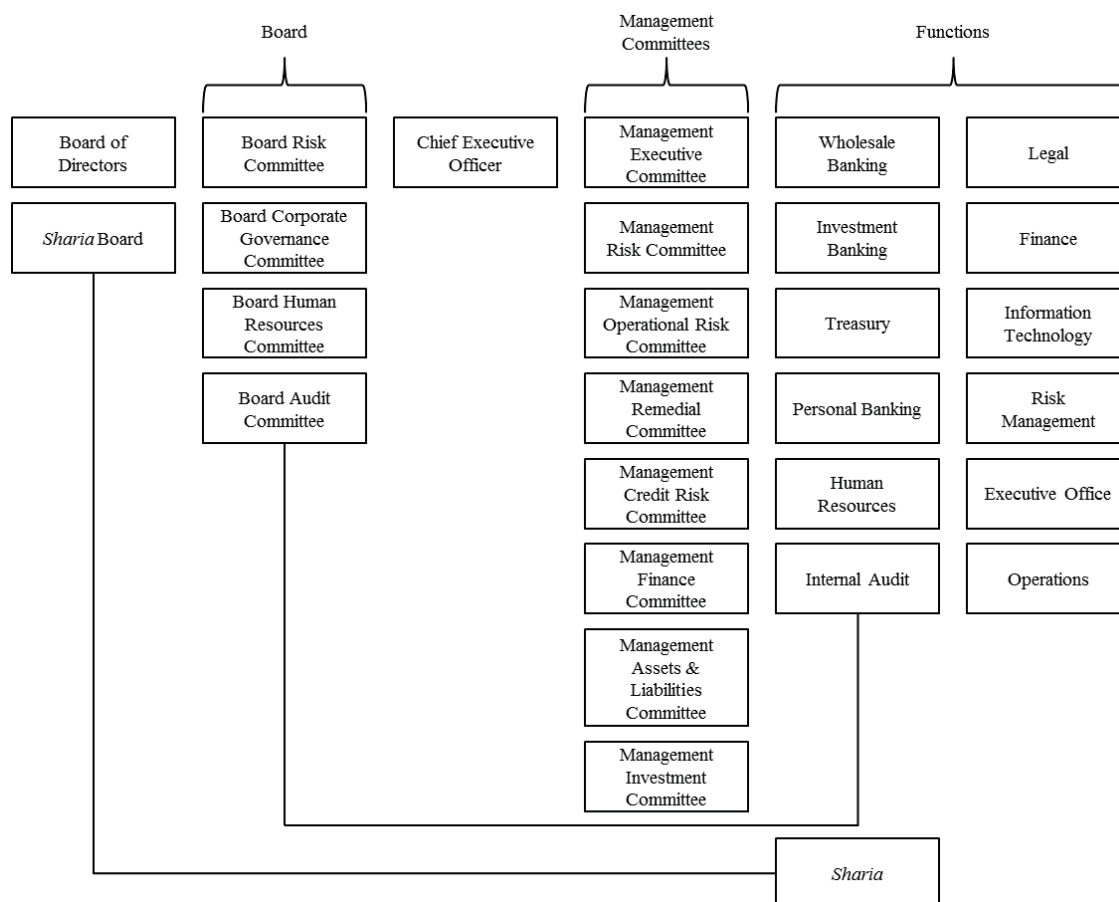 Board
Management
Committees
Functions
Board of
Directors
Board Risk
Committee
Chief Executive
Officer
Management
Executive
Committee
Wholesale
Banking
Legal
Sharia Board
Board Corporate
Governance
Committee
Management
Risk Committee
Investment
Banking
Finance
Board Human
Resources
Committee
Management
Operational Risk
Committee
Treasury
Information
Technology
Board Audit
Committee
Management
Remedial
Committee
Personal Banking
Risk
Management
Management
Credit Risk
Committee
Human
Resources
Executive Office
Management
Finance
Committee
Internal Audit
Operations
Management
Assets &
Liabilities
Committee
Management
Investment
Committee
Sharia